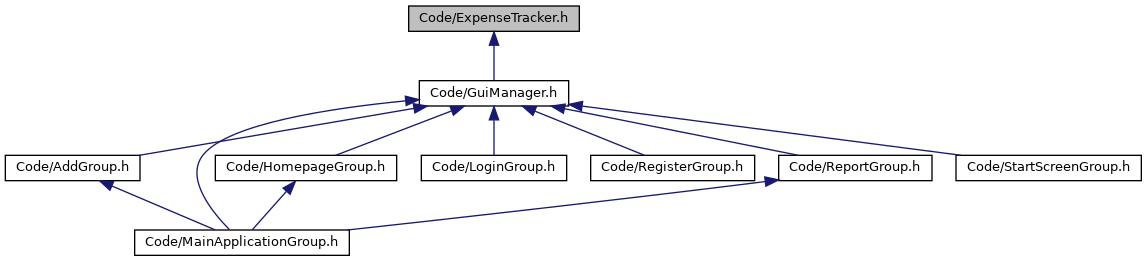 Code/ExpenseTracker.h
Code/GuiManager.h
Code/AddGroup.h
Code/HomepageGroup.h
Code/LoginGroup.h
Code/RegisterGroup.h
Code/ReportGroup.h
Code/StartScreenGroup.h
Code/MainApplicationGroup.h